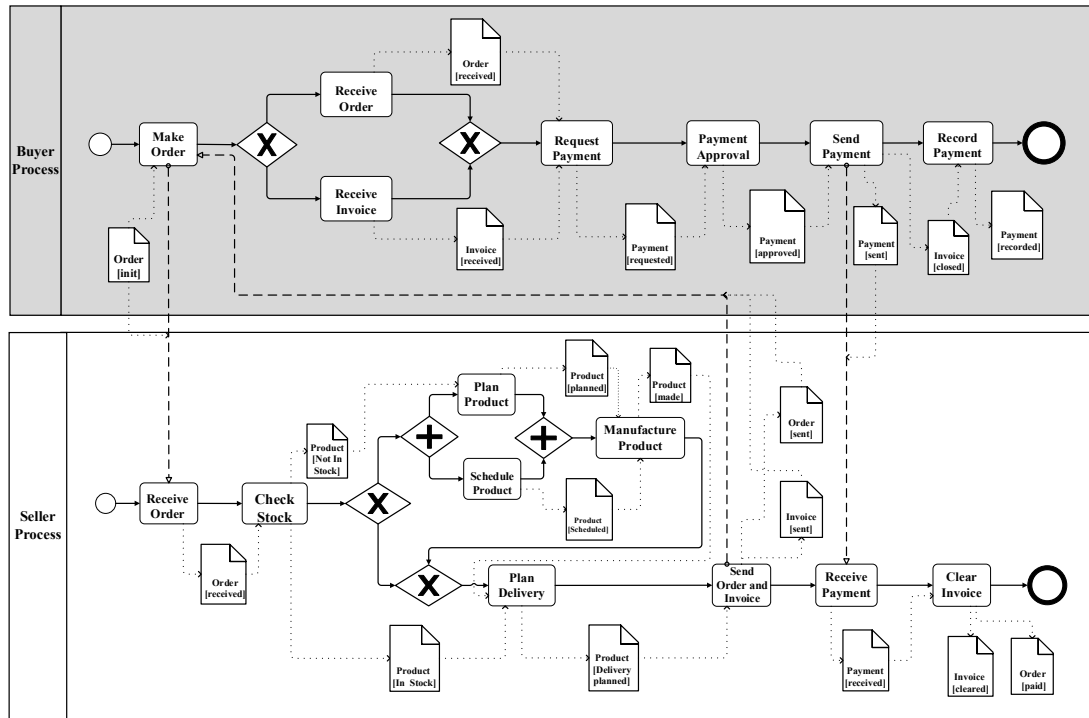 Buyer
Process
Make
Order
Order
[init]
X
Receive
Order
Receive
Invoice
Order
[received]
Invoice
[received]
X
Request
Payment
Payment
[requested]
Payment
Approval
Payment
[approved]
Send
Payment
Payment
[sent]
Invoice
[closed]
Record
Payment
Payment
[recorded]
Seller
Process
Receive
Order
Order
[received]
Check
Stock
Product
[Not In
Stock]
Product
[In Stock]
X
Plan
Product
Schedule
Product
Product
[planned]
Product
[Scheduled]
Manufacture
Product
Product
[made]
X
Plan
Delivery
Product
[Delivery
planned]
Send
Order and
Invoice
Order
[sent]
Invoice
[sent]
Receive
Payment
Payment
[received]
Clear
Invoice
Invoice
[cleared]
Order
[paid]